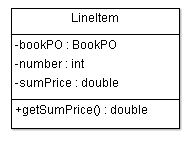 LineItem
-bookPO : BookPO
-number : int
-sumPrice : double
+getSumPrice() : double